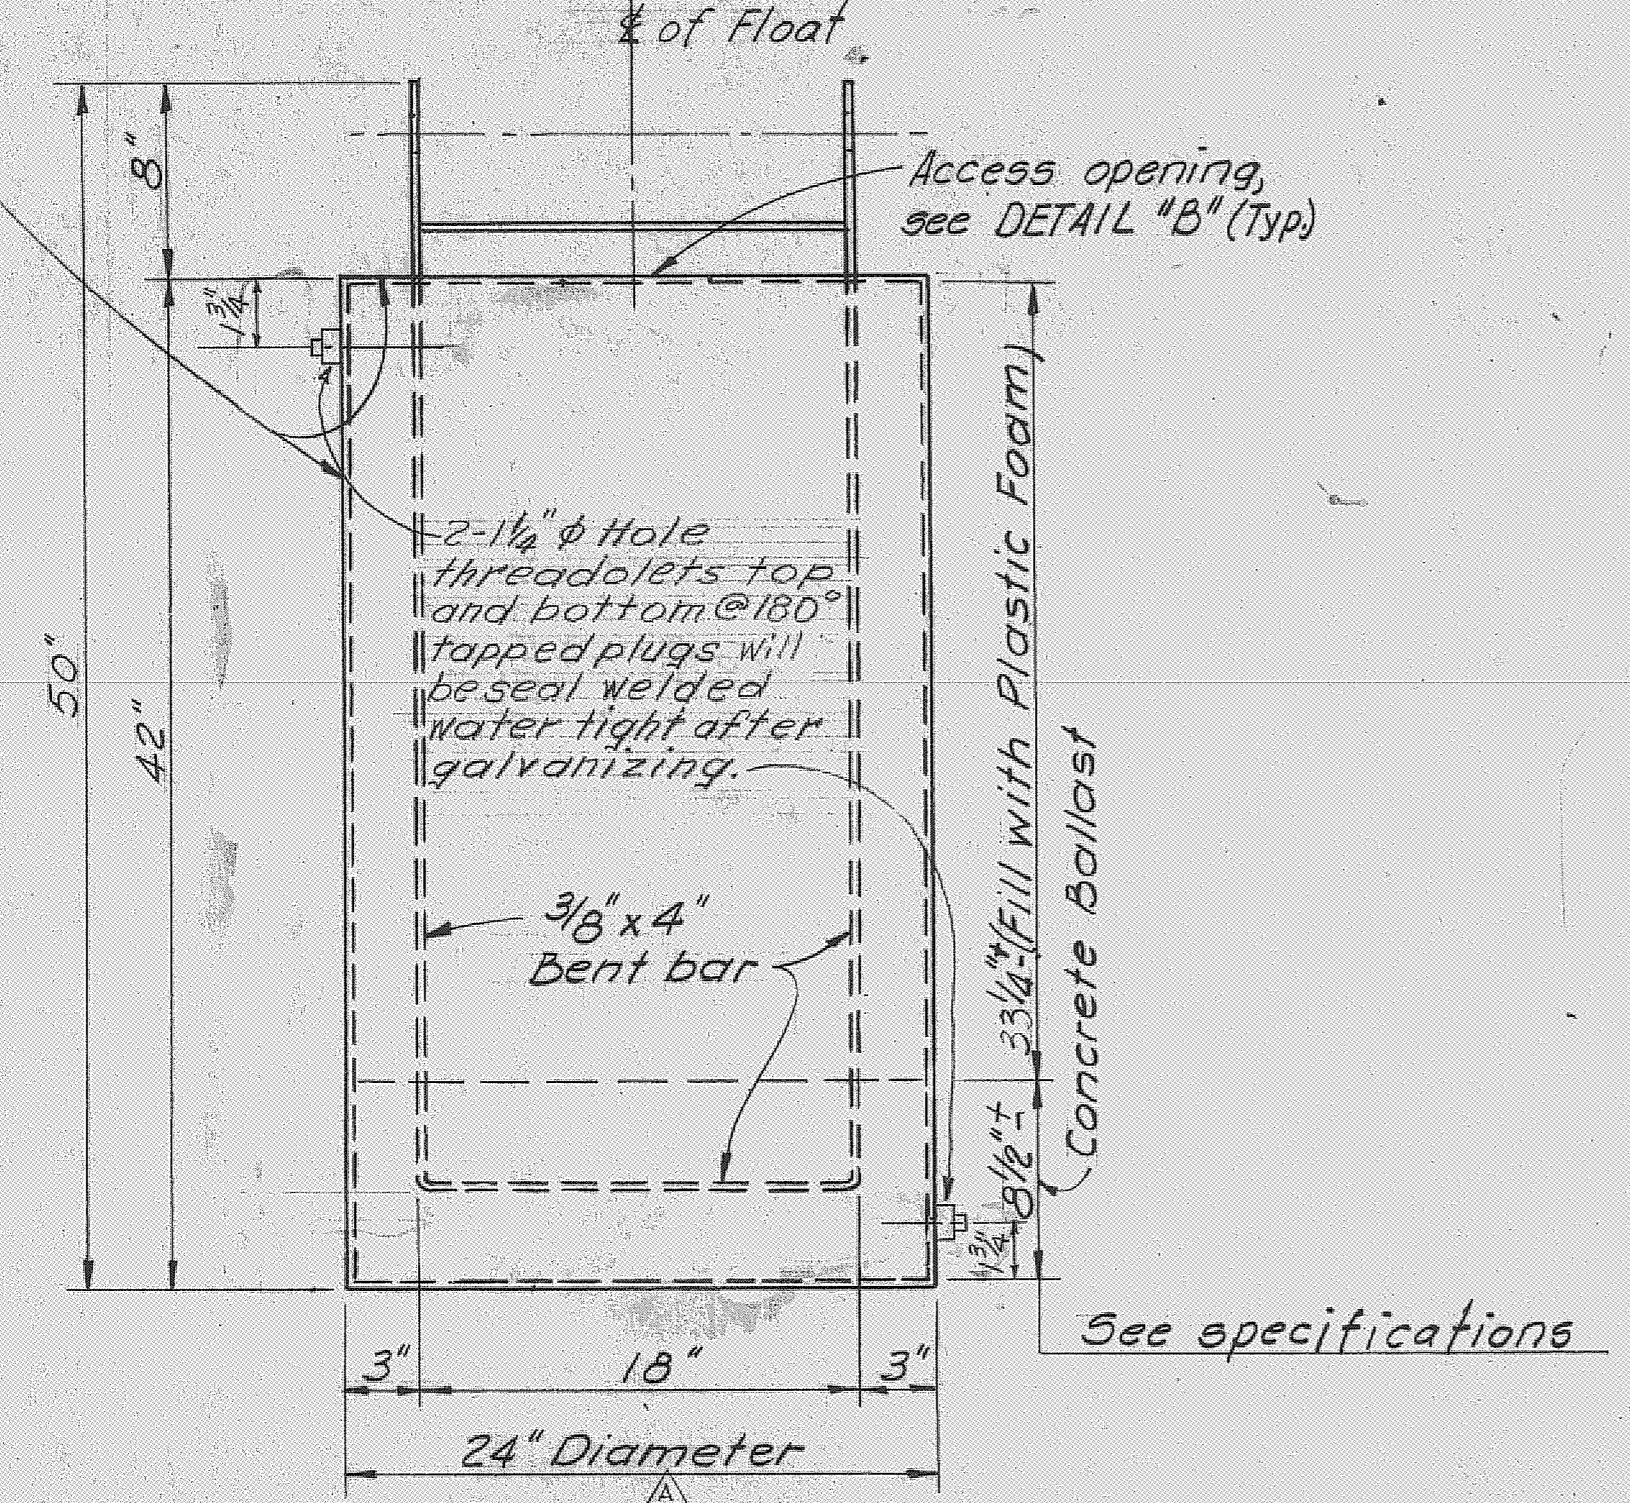 ℄ of Float
8"
Access opening,
see DETAIL "B" (Typ.)
1 3/4"
2-1 1/4" ϕ Hole
threadolets top
and bottom @ 180°
tapped plugs will
be seal welded
water tight after
galvanizing.
50"
42"
33 1/4"± (Fill with Plastic Foam)
Concrete Ballast
3/8" x 4"
Bent bar
8 1/2"±
1 3/4"
See specifications
3"
18"
3"
24" Diameter
A